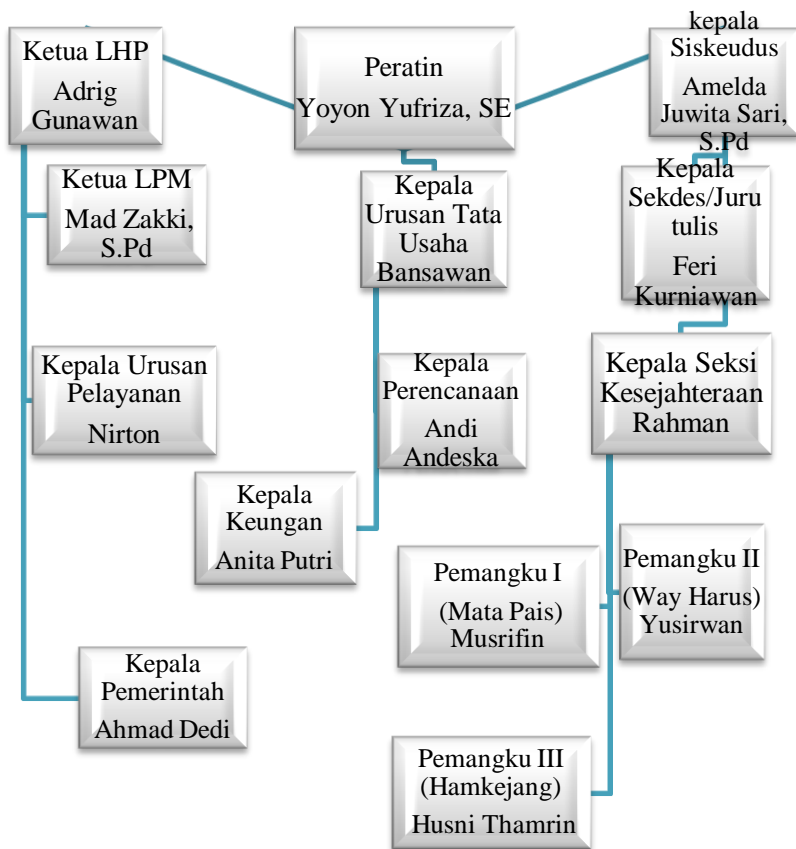 Ketua LHP
Adrig
Gunawan
Peratin
Yoyon Yufriza, SE
kepala
Siskeudus
Amelda
Juwita Sari,
S.Pd
Ketua LPM
Mad Zakki,
S.Pd
Kepala
Urusan Tata
Usaha
Bansawan
Kepala
Sekdes/Juru
tulis
Feri
Kurniawan
Kepala Urusan
Pelayanan
Nirton
Kepala
Perencanaan
Andi
Andeska
Kepala Seksi
Kesejahteraan
Rahman
Kepala
Keungan
Anita Putri
Pemangku I
(Mata Pais)
Musrifin
Pemangku II
(Way Harus)
Yusirwan
Kepala
Pemerintah
Ahmad Dedi
Pemangku III
(Hamkejang)
Husni Thamrin